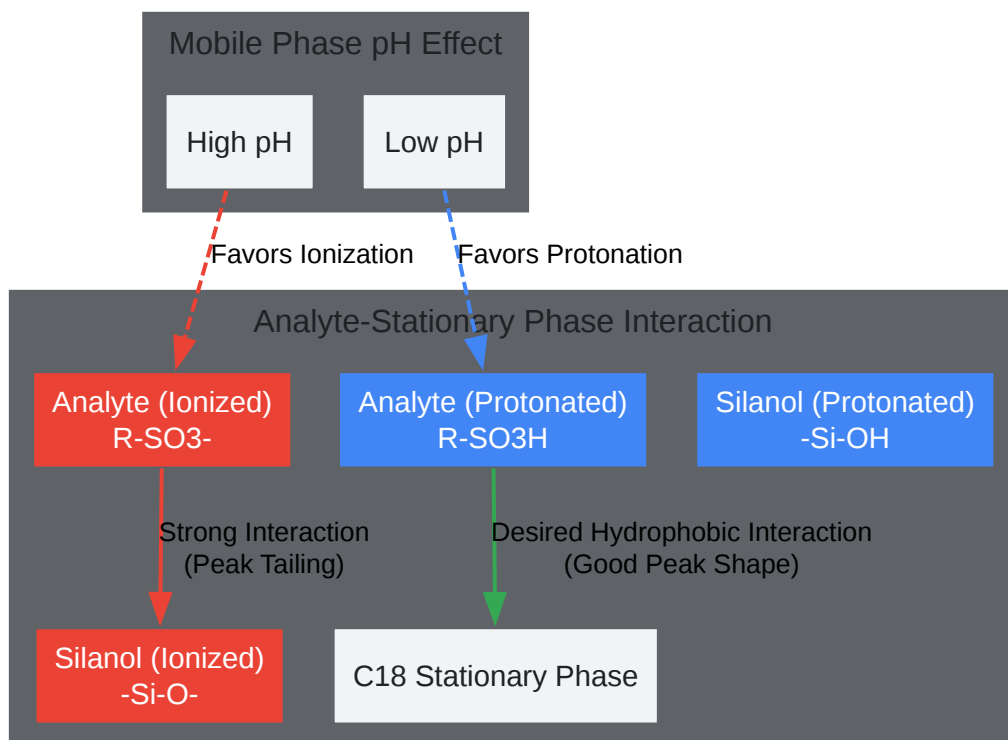 Mobile Phase pH Effect
High pH
Low pH
Favors Ionization
Favors Protonation
Analyte-Stationary Phase Interaction
Analyte (Ionized)
R-SO3-
Analyte (Protonated)
R-SO3H
Silanol (Protonated)
-Si-OH
Strong Interaction
(Peak Tailing)
Desired Hydrophobic Interaction
(Good Peak Shape)
Silanol (Ionized)
-Si-O-
C18 Stationary Phase